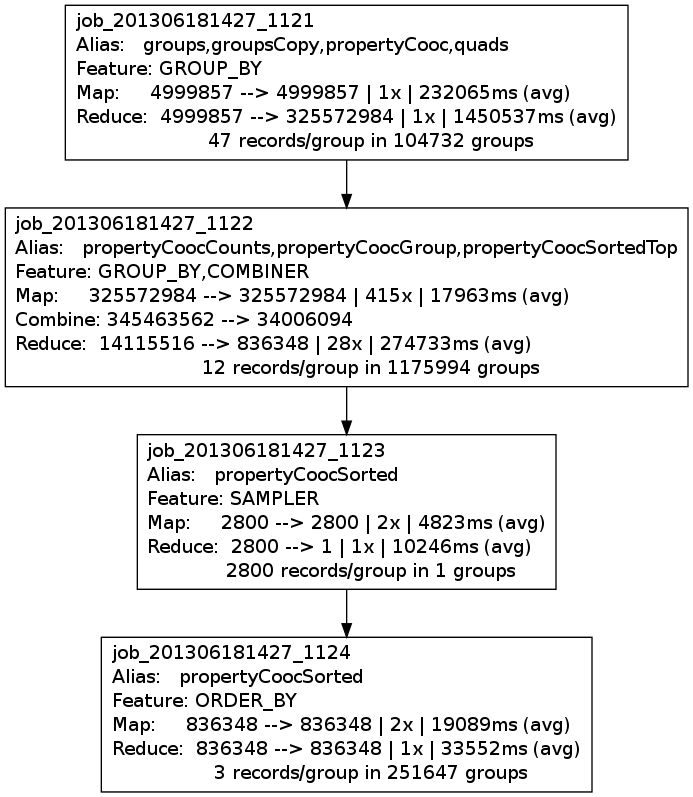 job_201306181427_1121
Alias: groups,groupsCopy,propertyCooc,quads
Feature: GROUP_BY
Map: 4999857 --> 4999857 | 1x | 232065ms (avg)
Reduce: 4999857 --> 325572984 | 1x | 1450537ms (avg)
47 records/group in 104732 groups
job_201306181427_1122
Alias: propertyCoocCounts,propertyCoocGroup,propertyCoocSortedTop
Feature: GROUP_BY,COMBINER
Map: 325572984 --> 325572984 | 415x | 17963ms (avg)
Combine: 345463562 --> 34006094
Reduce: 14115516 --> 836348 | 28x | 274733ms (avg)
12 records/group in 1175994 groups
job_201306181427_1123
Alias: propertyCoocSorted
Feature: SAMPLER
Map: 2800 --> 2800 | 2x | 4823ms (avg)
Reduce: 2800 --> 1 | 1x | 10246ms (avg)
2800 records/group in 1 groups
job_201306181427_1124
Alias: propertyCoocSorted
Feature: ORDER_BY
Map: 836348 --> 836348 | 2x | 19089ms (avg)
Reduce: 836348 --> 836348 | 1x | 33552ms (avg)
3 records/group in 251647 groups